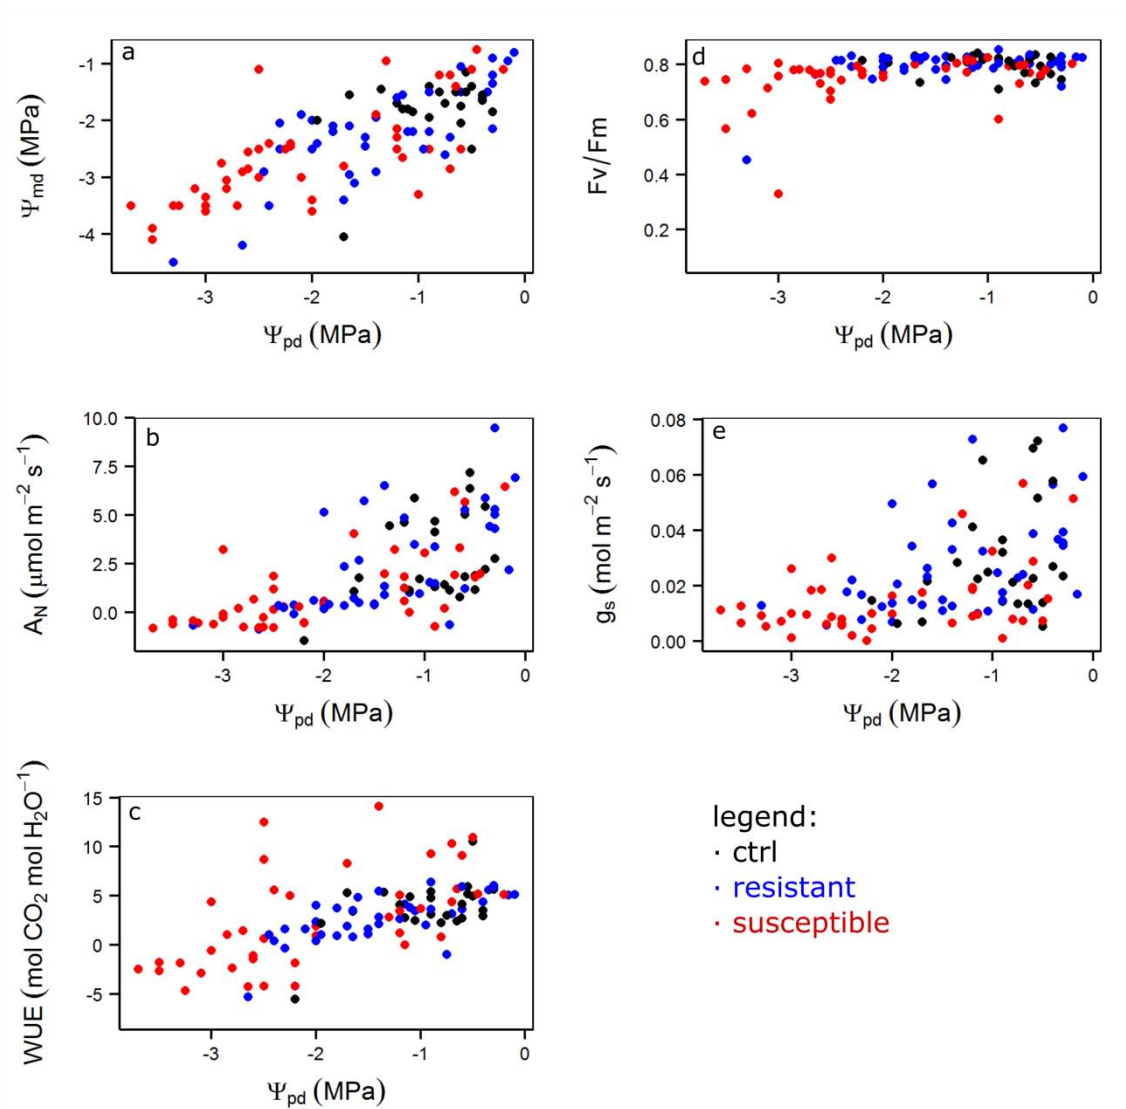 a
-1
-2
-3
-4
Ψmd (MPa)
-3 -2 -1 0
Ψpd (MPa)
d
0.8
0.6
0.4
0.2
Fv/Fm
-3 -2 -1 0
Ψpd (MPa)
b
10.0
7.5
5.0
2.5
0.0
AN (μmol m−2 s−1)
-3 -2 -1 0
Ψpd (MPa)
e
0.08
0.06
0.04
0.02
0.00
gs (mol m−2 s−1)
-3 -2 -1 0
Ψpd (MPa)
c
15
10
5
0
-5
WUE (mol CO2 mol H2O−1)
-3 -2 -1 0
Ψpd (MPa)
legend:
· ctrl
· resistant
· susceptible